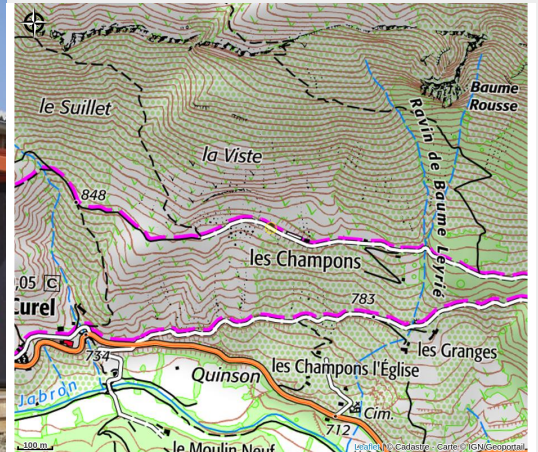 Baume
Rousse
le Suillet
Ravin de Baume Leyrié
la Viste
848
les Champons
.05 C
783
Curel
les Granges
734
les Champons l'Église
Quinson
Jabron
Cim.
712
le Moulin Neuf
100 m
Leaflet | © Cadastre - Carte © IGN/Geoportail